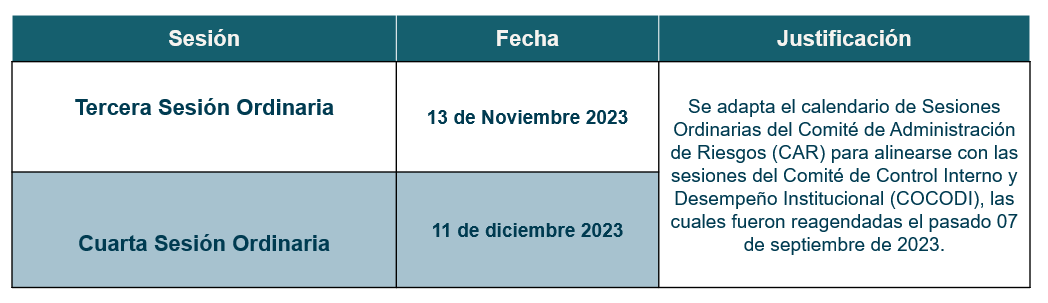 Sesión
Fecha
Justificación
Tercera Sesión Ordinaria
13 de Noviembre 2023
Se adapta el calendario de Sesiones
Ordinarias del Comité de Administración
de Riesgos (CAR) para alinearse con las
sesiones del Comité de Control Interno y
Desempeño Institucional (COCODI), las
cuales fueron reagendadas el pasado 07
de septiembre de 2023.
Cuarta Sesión Ordinaria
11 de diciembre 2023